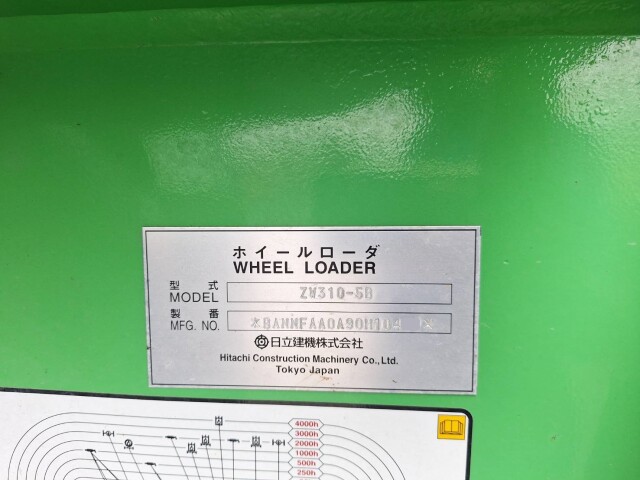 ホイールローダ
WHEEL LOADER
型式
MODEL ZW310-5B
製番
MFG. NO.
日立建機株式会社
Hitachi Construction Machinery Co., Ltd.
Tokyo Japan
4000h
3000h
2000h
1000h
500h
250h